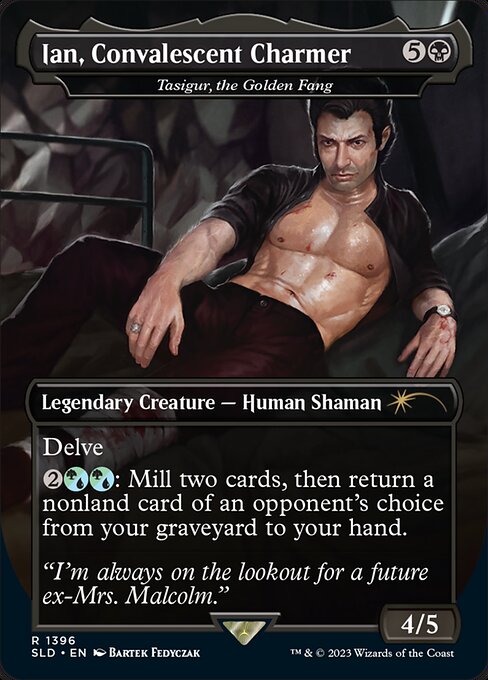 Ian, Convalescent Charmer 5
Tasigur, the Golden Fang
Legendary Creature — Human Shaman
Delve
2: Mill two cards, then return a
nonland card of an opponent's choice
from your graveyard to your hand.
“I'm always on the lookout for a future
ex-Mrs. Malcolm.”
4/5
R 1396
SLD • EN Bartek Fedyczak
™ & © 2023 Wizards of the Coast